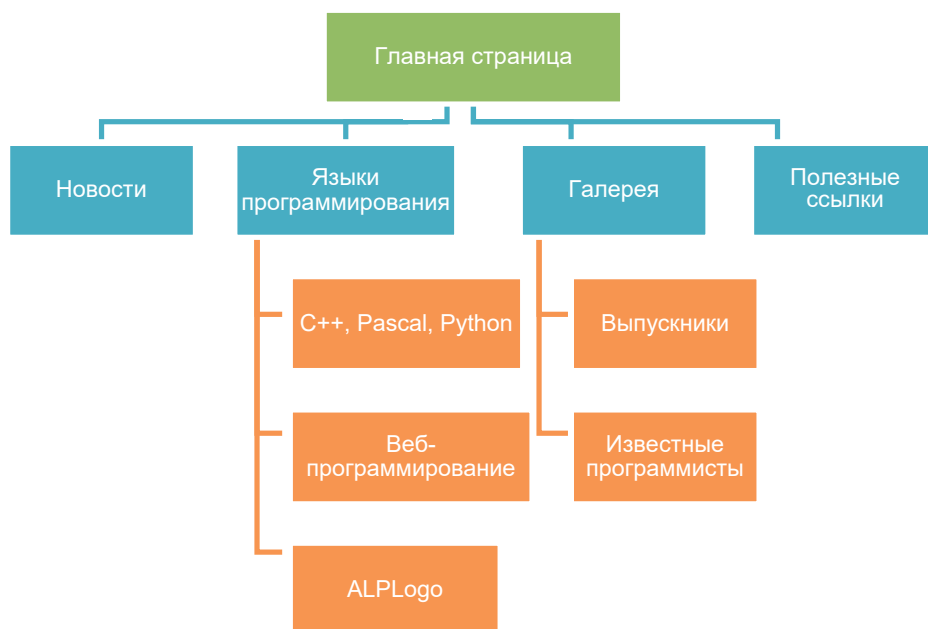 Главная страница
Новости
Языки
программирования
Галерея
Полезные
ссылки
C++, Pascal, Python
Выпускники
Веб-
программирование
Известные
программисты
ALPLogo